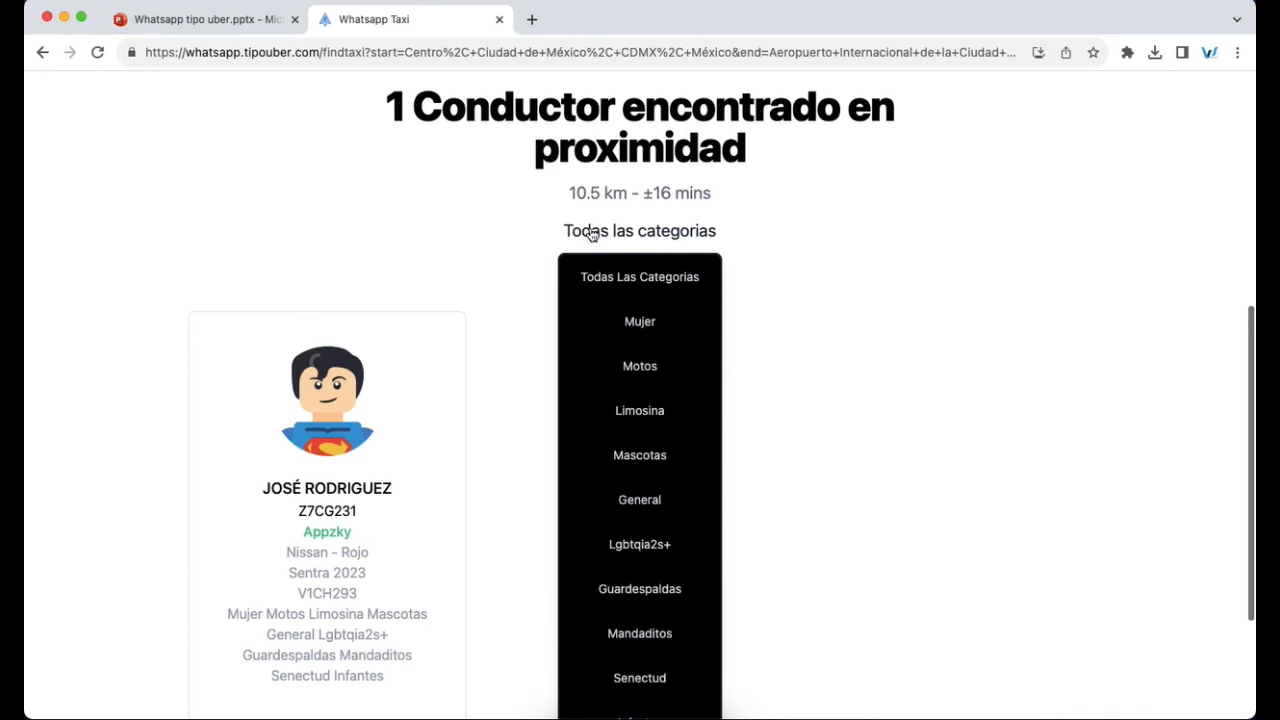 Whatsapp tipo uber.pptx - Mic
Whatsapp Taxi
https://whatsapp.tipouber.com/findtaxi?start=Centro%2C+Ciudad+de+México%2C+CDMX%2C+México&end=Aeropuerto+Internacional+de+la+Ciudad+...
1 Conductor encontrado en
proximidad
10.5 km - ±16 mins
Todas las categorias
Todas Las Categorias
Mujer
Motos
Limosina
Mascotas
General
Lgbtqia2s+
Guardespaldas
Mandaditos
Senectud
JOSÉ RODRIGUEZ
Z7CG231
Appzky
Nissan - Rojo
Sentra 2023
V1CH293
Mujer Motos Limosina Mascotas
General Lgbtqia2s+
Guardespaldas Mandaditos
Senectud Infantes